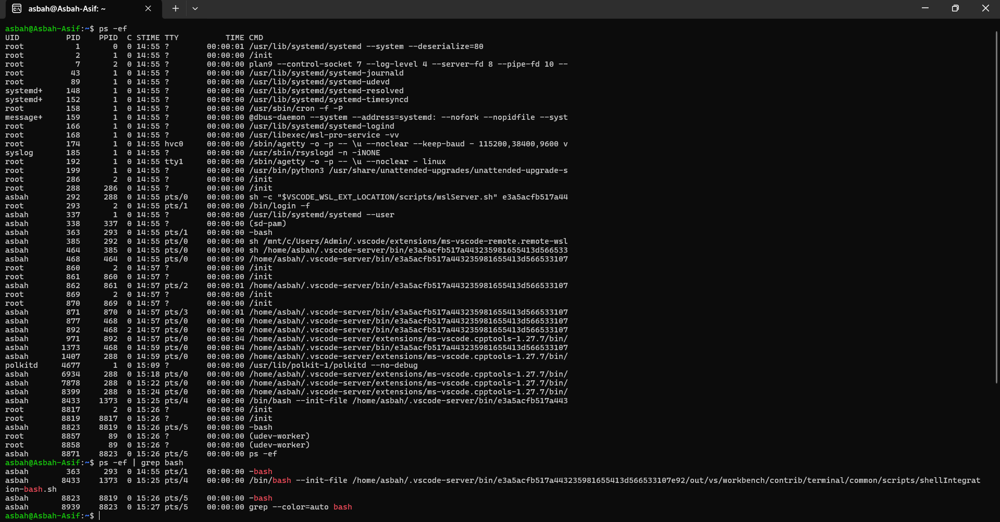 asbah@Asbah-Asif: ~
asbah@Asbah-Asif:~$ ps -ef
UID          PID    PPID  C STIME TTY          TIME CMD
root           1       0  0 14:55 ?        00:00:01 /usr/lib/systemd/systemd --system --deserialize=80
root           2       1  0 14:55 ?        00:00:00 /init
root           7       2  0 14:55 ?        00:00:00 plan9 --control-socket 7 --log-level 4 --server-fd 8 --pipe-fd 10 --
root          43       1  0 14:55 ?        00:00:00 /usr/lib/systemd/systemd-journald
root          89       1  0 14:55 ?        00:00:00 /usr/lib/systemd/systemd-udevd
systemd+     148       1  0 14:55 ?        00:00:00 /usr/lib/systemd/systemd-resolved
systemd+     152       1  0 14:55 ?        00:00:00 /usr/lib/systemd/systemd-timesyncd
root         158       1  0 14:55 ?        00:00:00 /usr/sbin/cron -f -P
message+     159       1  0 14:55 ?        00:00:00 @dbus-daemon --system --address=systemd: --nofork --nopidfile --syst
root         166       1  0 14:55 ?        00:00:00 /usr/lib/systemd/systemd-logind
root         168       1  0 14:55 ?        00:00:00 /usr/libexec/wsl-pro-service -vv
root         174       1  0 14:55 hvc0     00:00:00 /sbin/agetty -o -p -- \u --noclear --keep-baud - 115200,38400,9600 v
syslog       185       1  0 14:55 ?        00:00:00 /usr/sbin/rsyslogd -n -iNONE
root         192       1  0 14:55 tty1     00:00:00 /sbin/agetty -o -p -- \u --noclear - linux
root         199       1  0 14:55 ?        00:00:00 /usr/bin/python3 /usr/share/unattended-upgrades/unattended-upgrade-s
root         286       2  0 14:55 ?        00:00:00 /init
root         288     286  0 14:55 ?        00:00:00 /init
asbah        292     288  0 14:55 pts/0    00:00:00 sh -c "$VSCODE_WSL_EXT_LOCATION/scripts/wslServer.sh" e3a5acfb517a44
root         293       2  0 14:55 pts/1    00:00:00 /bin/login -f
asbah        337       1  0 14:55 ?        00:00:00 /usr/lib/systemd/systemd --user
asbah        338     337  0 14:55 ?        00:00:00 (sd-pam)
asbah        363     293  0 14:55 pts/1    00:00:00 -bash
asbah        385     292  0 14:55 pts/0    00:00:00 sh /mnt/c/Users/Admin/.vscode/extensions/ms-vscode-remote.remote-wsl
asbah        464     385  0 14:55 pts/0    00:00:00 sh /home/asbah/.vscode-server/bin/e3a5acfb517a443235981655413d566533
asbah        468     464  0 14:55 pts/0    00:00:09 /home/asbah/.vscode-server/bin/e3a5acfb517a443235981655413d566533107
root         860       2  0 14:57 ?        00:00:00 /init
root         861     860  0 14:57 ?        00:00:00 /init
asbah        862     861  0 14:57 pts/2    00:00:01 /home/asbah/.vscode-server/bin/e3a5acfb517a443235981655413d566533107
root         869       2  0 14:57 ?        00:00:00 /init
root         870     869  0 14:57 ?        00:00:00 /init
asbah        871     870  0 14:57 pts/3    00:00:01 /home/asbah/.vscode-server/bin/e3a5acfb517a443235981655413d566533107
asbah        877     468  0 14:57 pts/0    00:00:00 /home/asbah/.vscode-server/bin/e3a5acfb517a443235981655413d566533107
asbah        892     468  2 14:57 pts/0    00:00:50 /home/asbah/.vscode-server/bin/e3a5acfb517a443235981655413d566533107
asbah        971     892  0 14:57 pts/0    00:00:04 /home/asbah/.vscode-server/extensions/ms-vscode.cpptools-1.27.7/bin/
asbah       1373     468  0 14:59 pts/0    00:00:04 /home/asbah/.vscode-server/bin/e3a5acfb517a443235981655413d566533107
asbah       1407     288  0 14:59 pts/0    00:00:00 /home/asbah/.vscode-server/extensions/ms-vscode.cpptools-1.27.7/bin/
polkitd     4677       1  0 15:09 ?        00:00:00 /usr/lib/polkit-1/polkitd --no-debug
asbah       6934     288  0 15:18 pts/0    00:00:00 /home/asbah/.vscode-server/extensions/ms-vscode.cpptools-1.27.7/bin/
asbah       7878     288  0 15:22 pts/0    00:00:00 /home/asbah/.vscode-server/extensions/ms-vscode.cpptools-1.27.7/bin/
asbah       8399     288  0 15:24 pts/0    00:00:00 /home/asbah/.vscode-server/extensions/ms-vscode.cpptools-1.27.7/bin/
asbah       8433    1373  0 15:25 pts/4    00:00:00 /bin/bash --init-file /home/asbah/.vscode-server/bin/e3a5acfb517a443
root        8817       2  0 15:26 ?        00:00:00 /init
root        8819    8817  0 15:26 ?        00:00:00 /init
asbah       8823    8819  0 15:26 pts/5    00:00:00 -bash
root        8857      89  0 15:26 ?        00:00:00 (udev-worker)
root        8858      89  0 15:26 ?        00:00:00 (udev-worker)
asbah       8871    8823  0 15:26 pts/5    00:00:00 ps -ef
asbah@Asbah-Asif:~$ ps -ef | grep bash
asbah        363     293  0 14:55 pts/1    00:00:00 -bash
asbah       8433    1373  0 15:25 pts/4    00:00:00 /bin/bash --init-file /home/asbah/.vscode-server/bin/e3a5acfb517a443235981655413d566533107e92/out/vs/workbench/contrib/terminal/common/scripts/shellIntegrat
ion-bash.sh
asbah       8823    8819  0 15:26 pts/5    00:00:00 -bash
asbah       8939    8823  0 15:27 pts/5    00:00:00 grep --color=auto bash
asbah@Asbah-Asif:~$